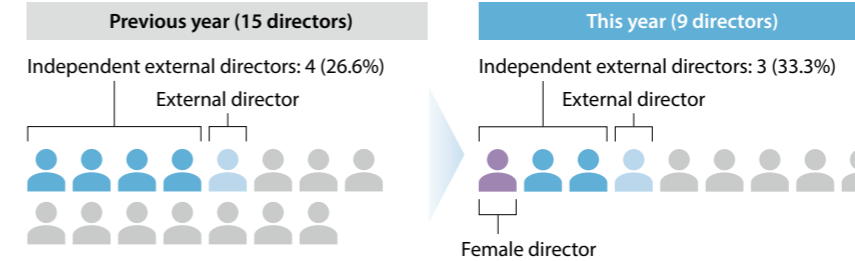 Previous year (15 directors)
Independent external directors: 4 (26.6%)
External director
This year (9 directors)
Independent external directors: 3 (33.3%)
External director
Female director